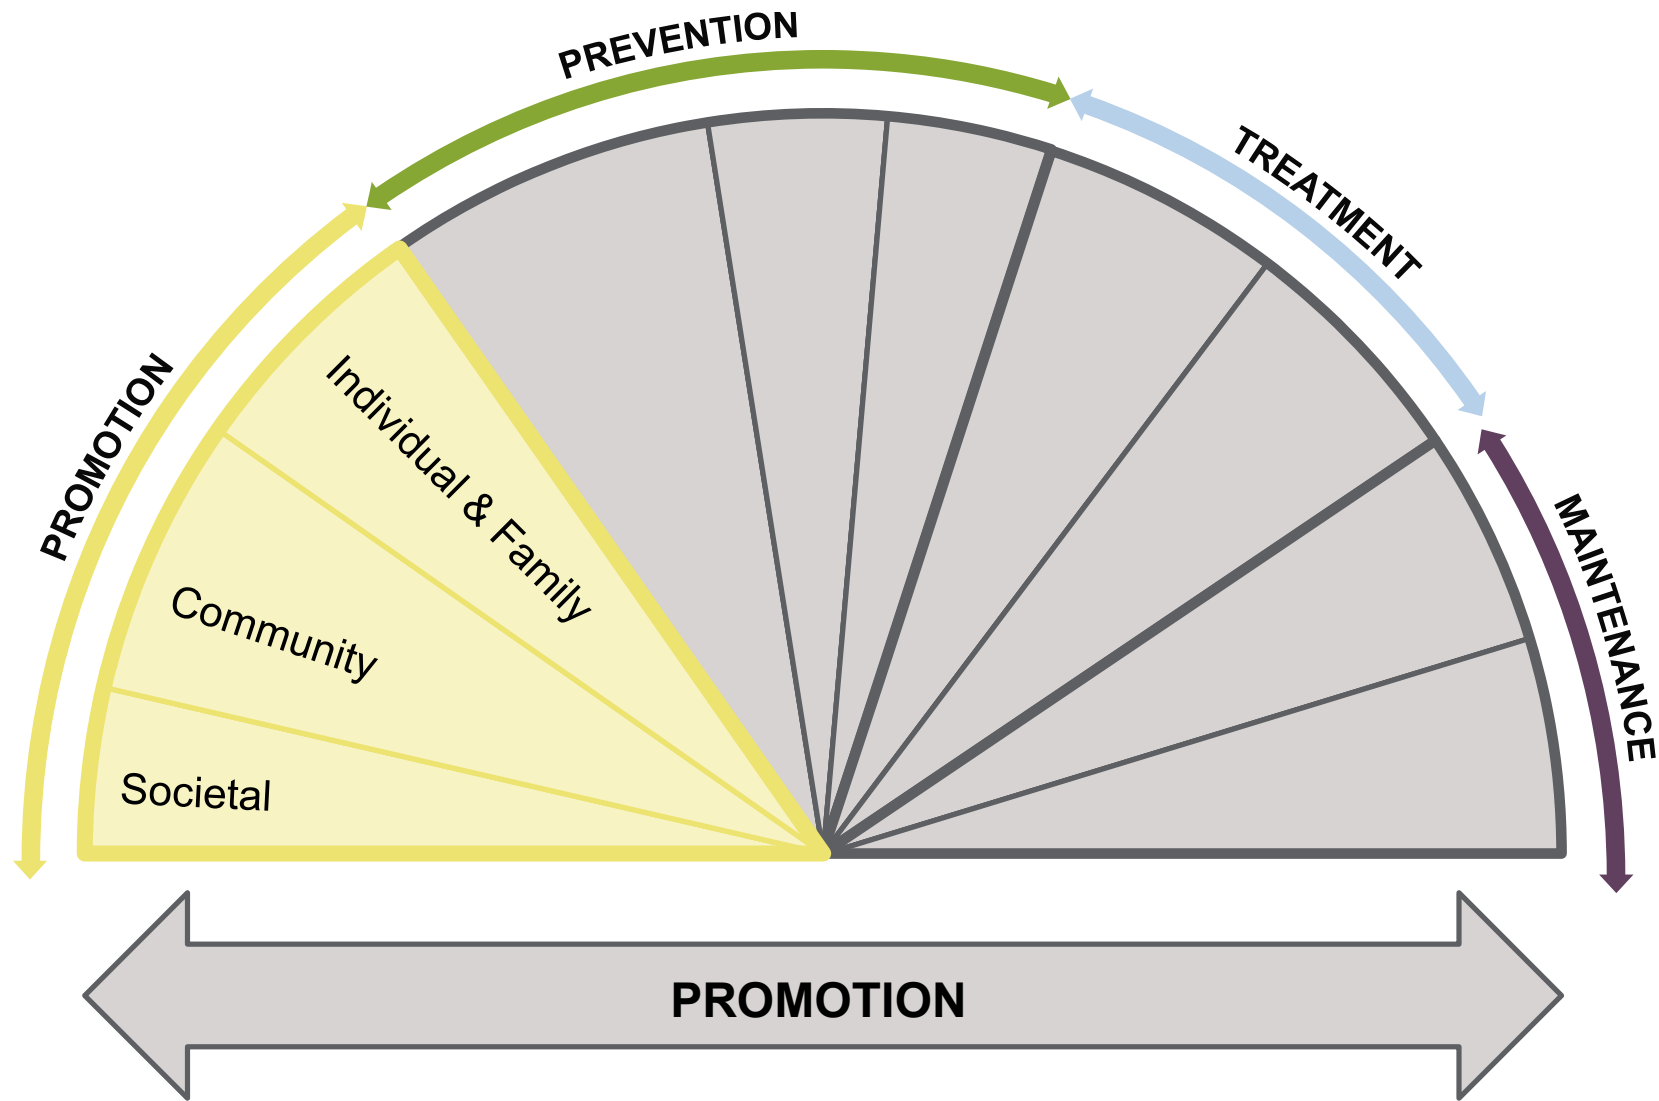 PREVENTION
TREATMENT
PROMOTION
MAINTENANCE
Individual & Family
Community
Societal
PROMOTION